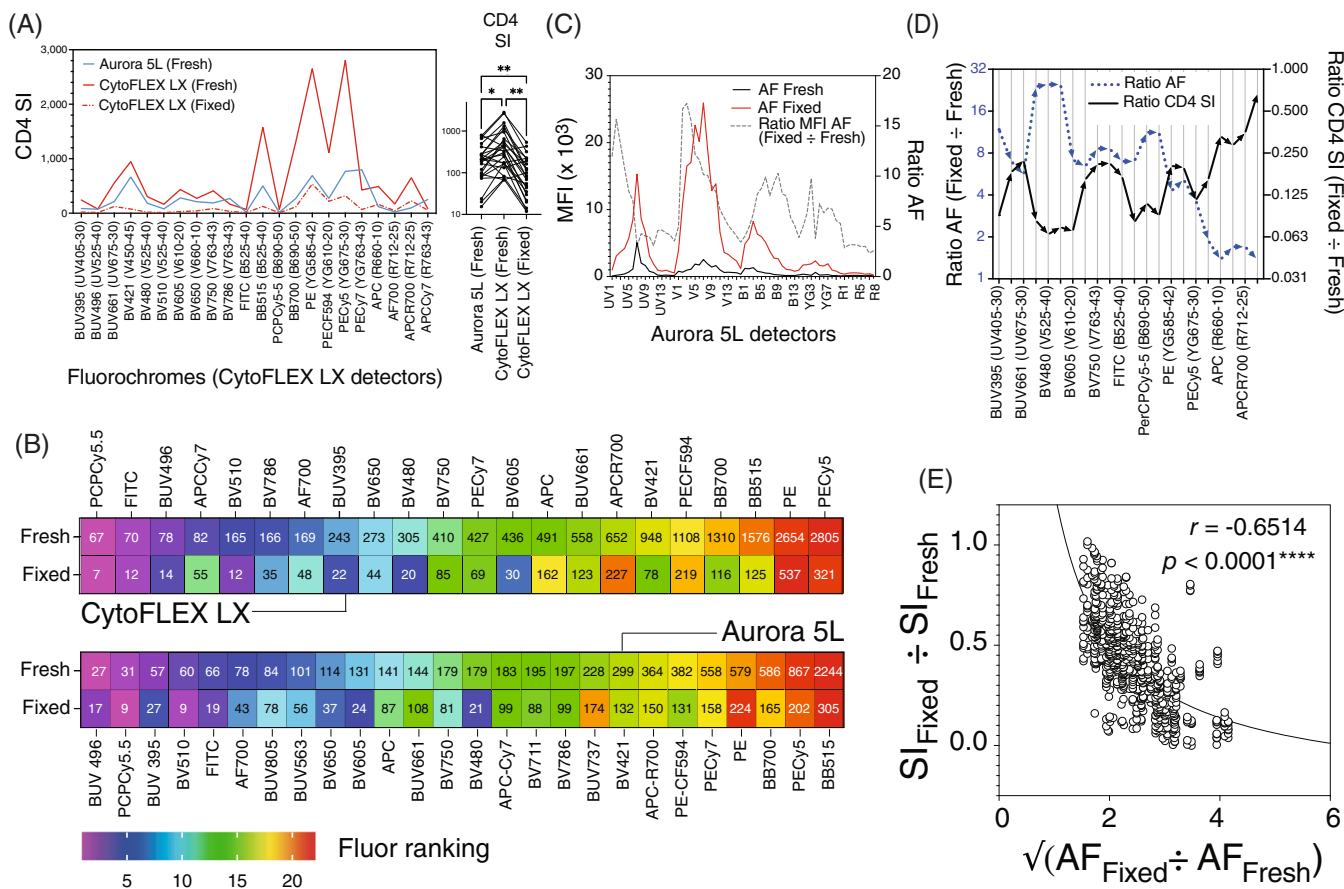 (A)
CD4 SI
3,000
2,000
1,000
0
Aurora 5L (Fresh)
CytoFLEX LX (Fresh)
CytoFLEX LX (Fixed)
BUV395 (UV405-30)
BUV496 (UV525-40)
BUV661 (UV675-30)
BV421 (V450-45)
BV480 (V525-40)
BV510 (V525-40)
BV605 (V610-20)
BV650 (V660-10)
BV750 (V763-43)
BV786 (V763-43)
FITC (B525-40)
BB515 (B525-40)
PCPCy5-5 (B690-50)
BB700 (B690-50)
PE (YG585-42)
PECF594 (YG610-20)
PECy5 (YG675-30)
PECy7 (YG763-43)
APC (R660-10)
AF700 (R712-25)
APCR700 (R712-25)
APCCy7 (R763-43)
Fluorochromes (CytoFLEX LX detectors)
CD4
SI
**
* **
1000
100
10
Aurora 5L (Fresh)
CytoFLEX LX (Fresh)
CytoFLEX LX (Fixed)
(C)
MFI (x 10³)
30
20
10
0
AF Fresh
AF Fixed
Ratio MFI AF
(Fixed ÷ Fresh)
20
15
10
5
0
Ratio AF
UV1
UV5
UV9
UV13
V1
V5
V9
V13
B1
B5
B9
B13
YG3
YG7
R1
R5
R8
Aurora 5L detectors
(D)
Ratio AF (Fixed ÷ Fresh)
32
16
8
4
2
1
Ratio AF
Ratio CD4 SI
1.000
0.500
0.250
0.125
0.063
0.031
Ratio CD4 SI (Fixed ÷ Fresh)
BUV395 (UV405-30)
BUV661 (UV675-30)
BV480 (V525-40)
BV605 (V610-20)
BV750 (V763-43)
FITC (B525-40)
PerCPCy5-5 (B690-50)
PE (YG585-42)
PECy5 (YG675-30)
APC (R660-10)
APCR700 (R712-25)
(B)
PCPCy5.5 FITC BUV496 APCCy7 BV510 BV786 AF700 BUV395 BV650 BV480 BV750 PECy7 BV605 APC BUV661 APCR700 BV421 PECF594 BB700 BB515 PE PECy5
Fresh 67 70 78 82 165 166 169 243 273 305 410 427 436 491 558 652 948 1108 1310 1576 2654 2805
Fixed 7 12 14 55 12 35 48 22 44 20 85 69 30 162 123 227 78 219 116 125 537 321
CytoFLEX LX
Aurora 5L
Fresh 27 31 57 60 66 78 84 101 114 131 141 144 179 179 183 195 197 228 299 364 382 558 579 586 867 2244
Fixed 17 9 27 9 19 43 78 56 37 24 87 108 81 21 99 88 99 174 132 150 131 158 224 165 202 305
BUV 496 PCPCy5.5 BUV 395 BV510 FITC AF700 BUV805 BUV563 BV650 BV605 APC BUV661 BV750 BV480 APC-Cy7 BV711 BV786 BUV737 BV421 APC-R700 PE-CF594 PECy7 PE BB700 PECy5 BB515
5 10 15 20
Fluor ranking
(E)
SI Fixed ÷ SI Fresh
1.0
0.5
0.0
r = -0.6514
p < 0.0001****
0 2 4 6
√(AF Fixed ÷ AF Fresh)